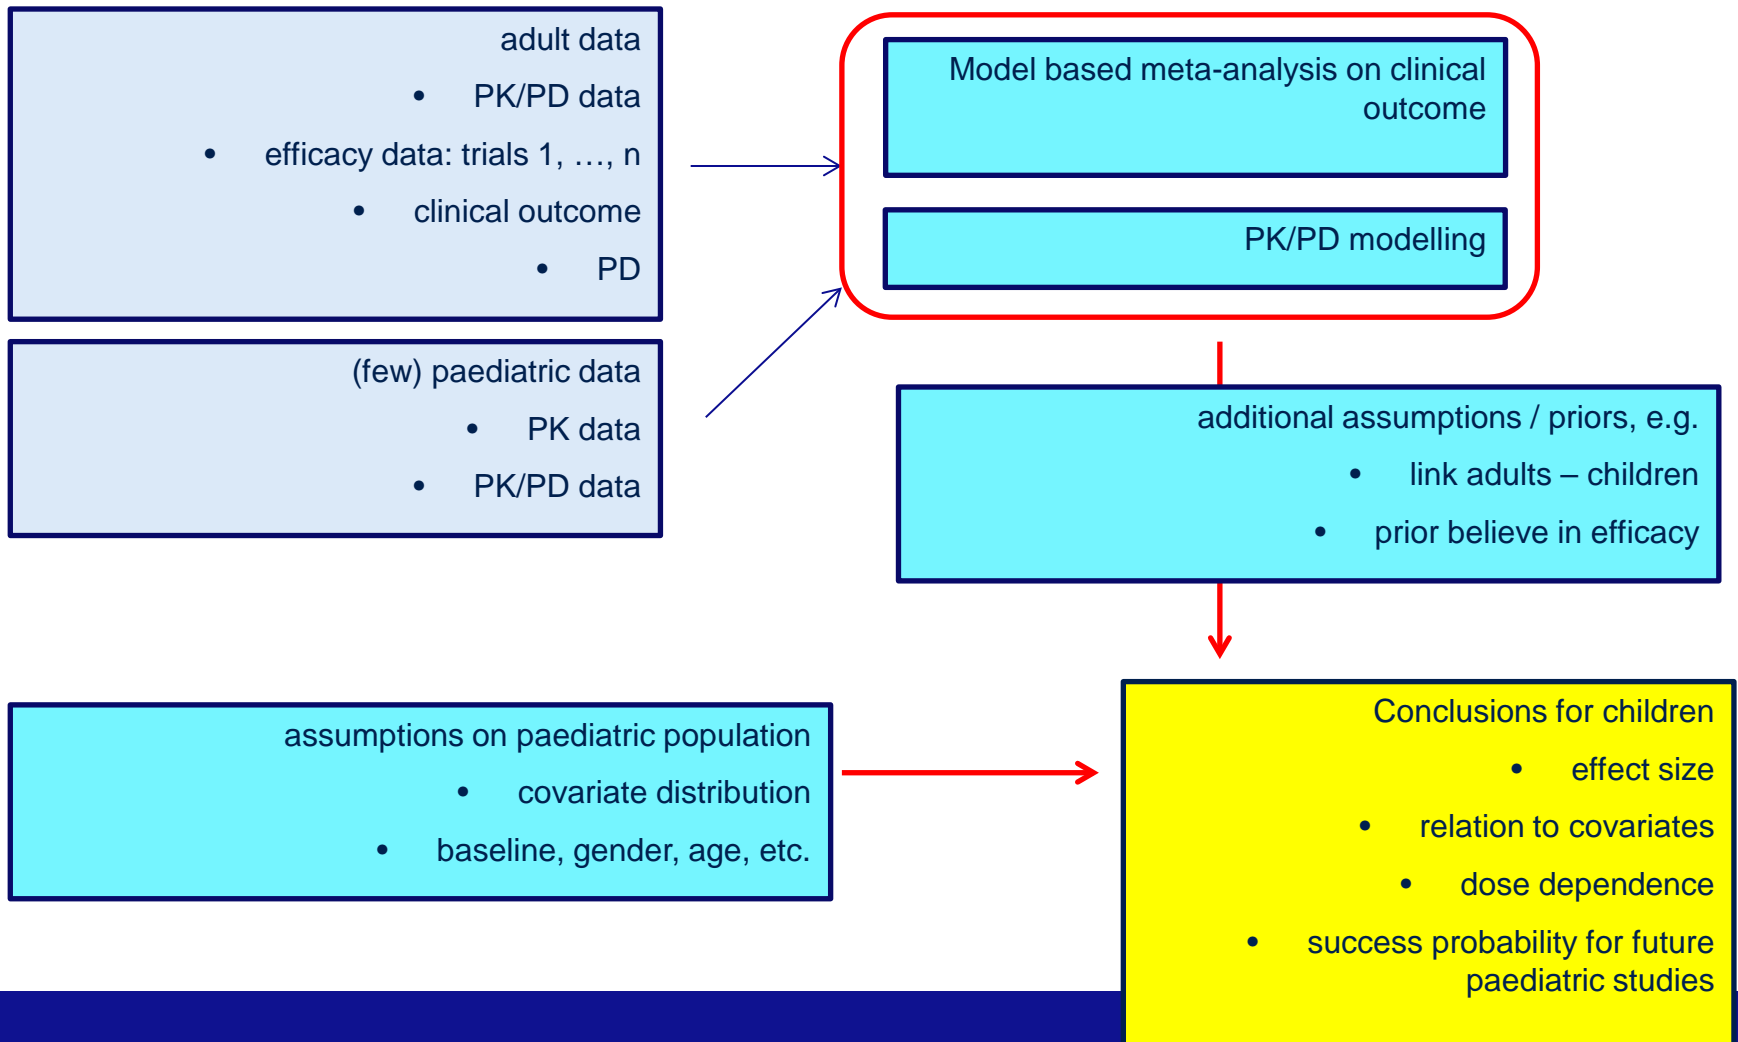 adult data
• PK/PD data
• efficacy data: trials 1, …, n
• clinical outcome
• PD
(few) paediatric data
• PK data
• PK/PD data
Model based meta-analysis on clinical
outcome
PK/PD modelling
additional assumptions / priors, e.g.
• link adults – children
• prior believe in efficacy
assumptions on paediatric population
• covariate distribution
• baseline, gender, age, etc.
Conclusions for children
• effect size
• relation to covariates
• dose dependence
• success probability for future
paediatric studies